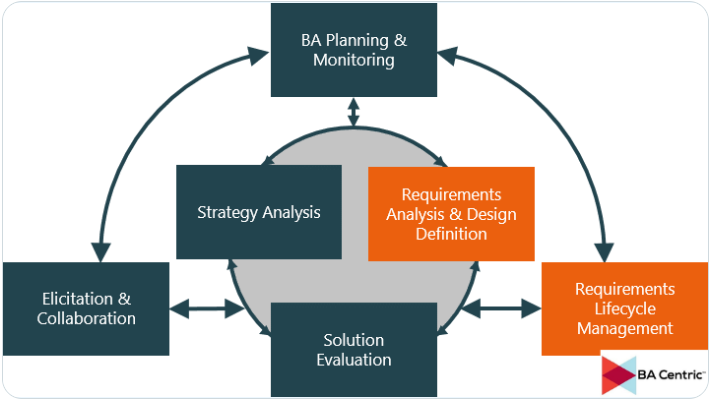 BA Planning &
Monitoring
Strategy Analysis
Requirements
Analysis & Design
Definition
Elicitation &
Collaboration
Solution
Evaluation
Requirements
Lifecycle
Management
BA Centric™